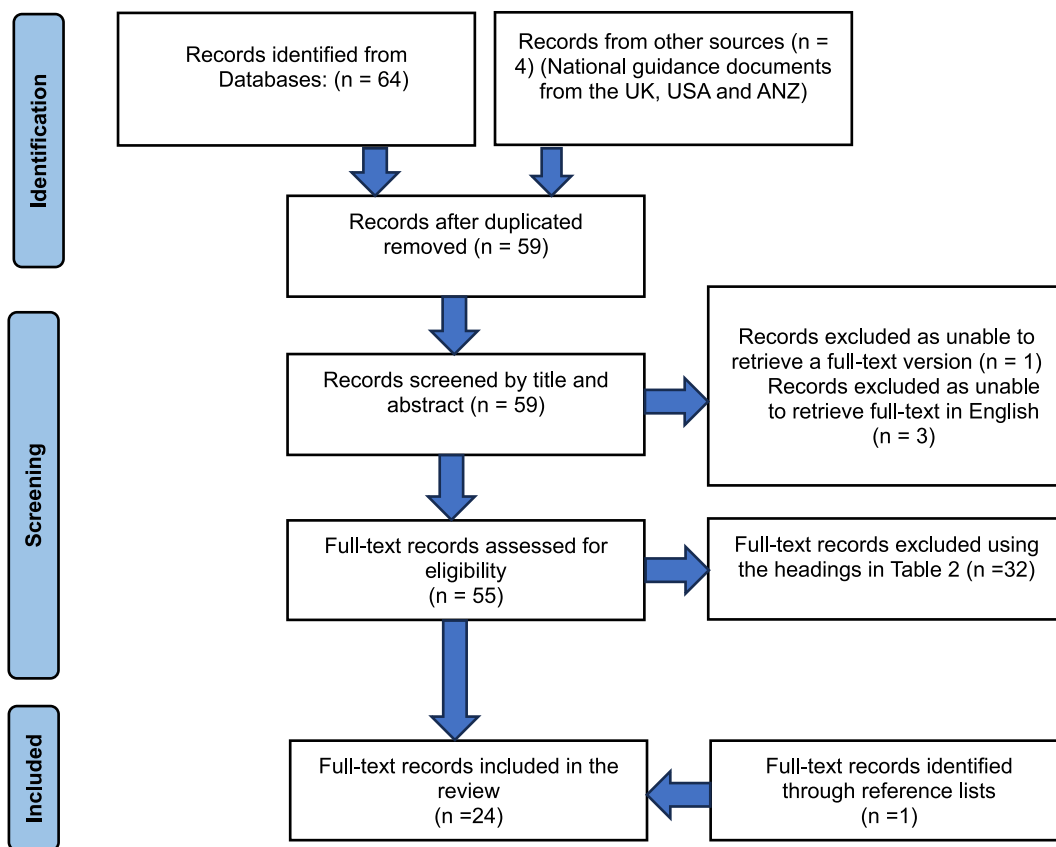 Identification
Records identified from
Databases: (n = 64)
Records from other sources (n =
4) (National guidance documents
from the UK, USA and ANZ)
Records after duplicated
removed (n = 59)
Screening
Records screened by title and
abstract (n = 59)
Records excluded as unable to
retrieve a full-text version (n = 1)
Records excluded as unable
to retrieve full-text in English
(n = 3)
Full-text records assessed for
eligibility
(n = 55)
Full-text records excluded using
the headings in Table 2 (n =32)
Included
Full-text records included in the
review
(n =24)
Full-text records identified
through reference lists
(n =1)